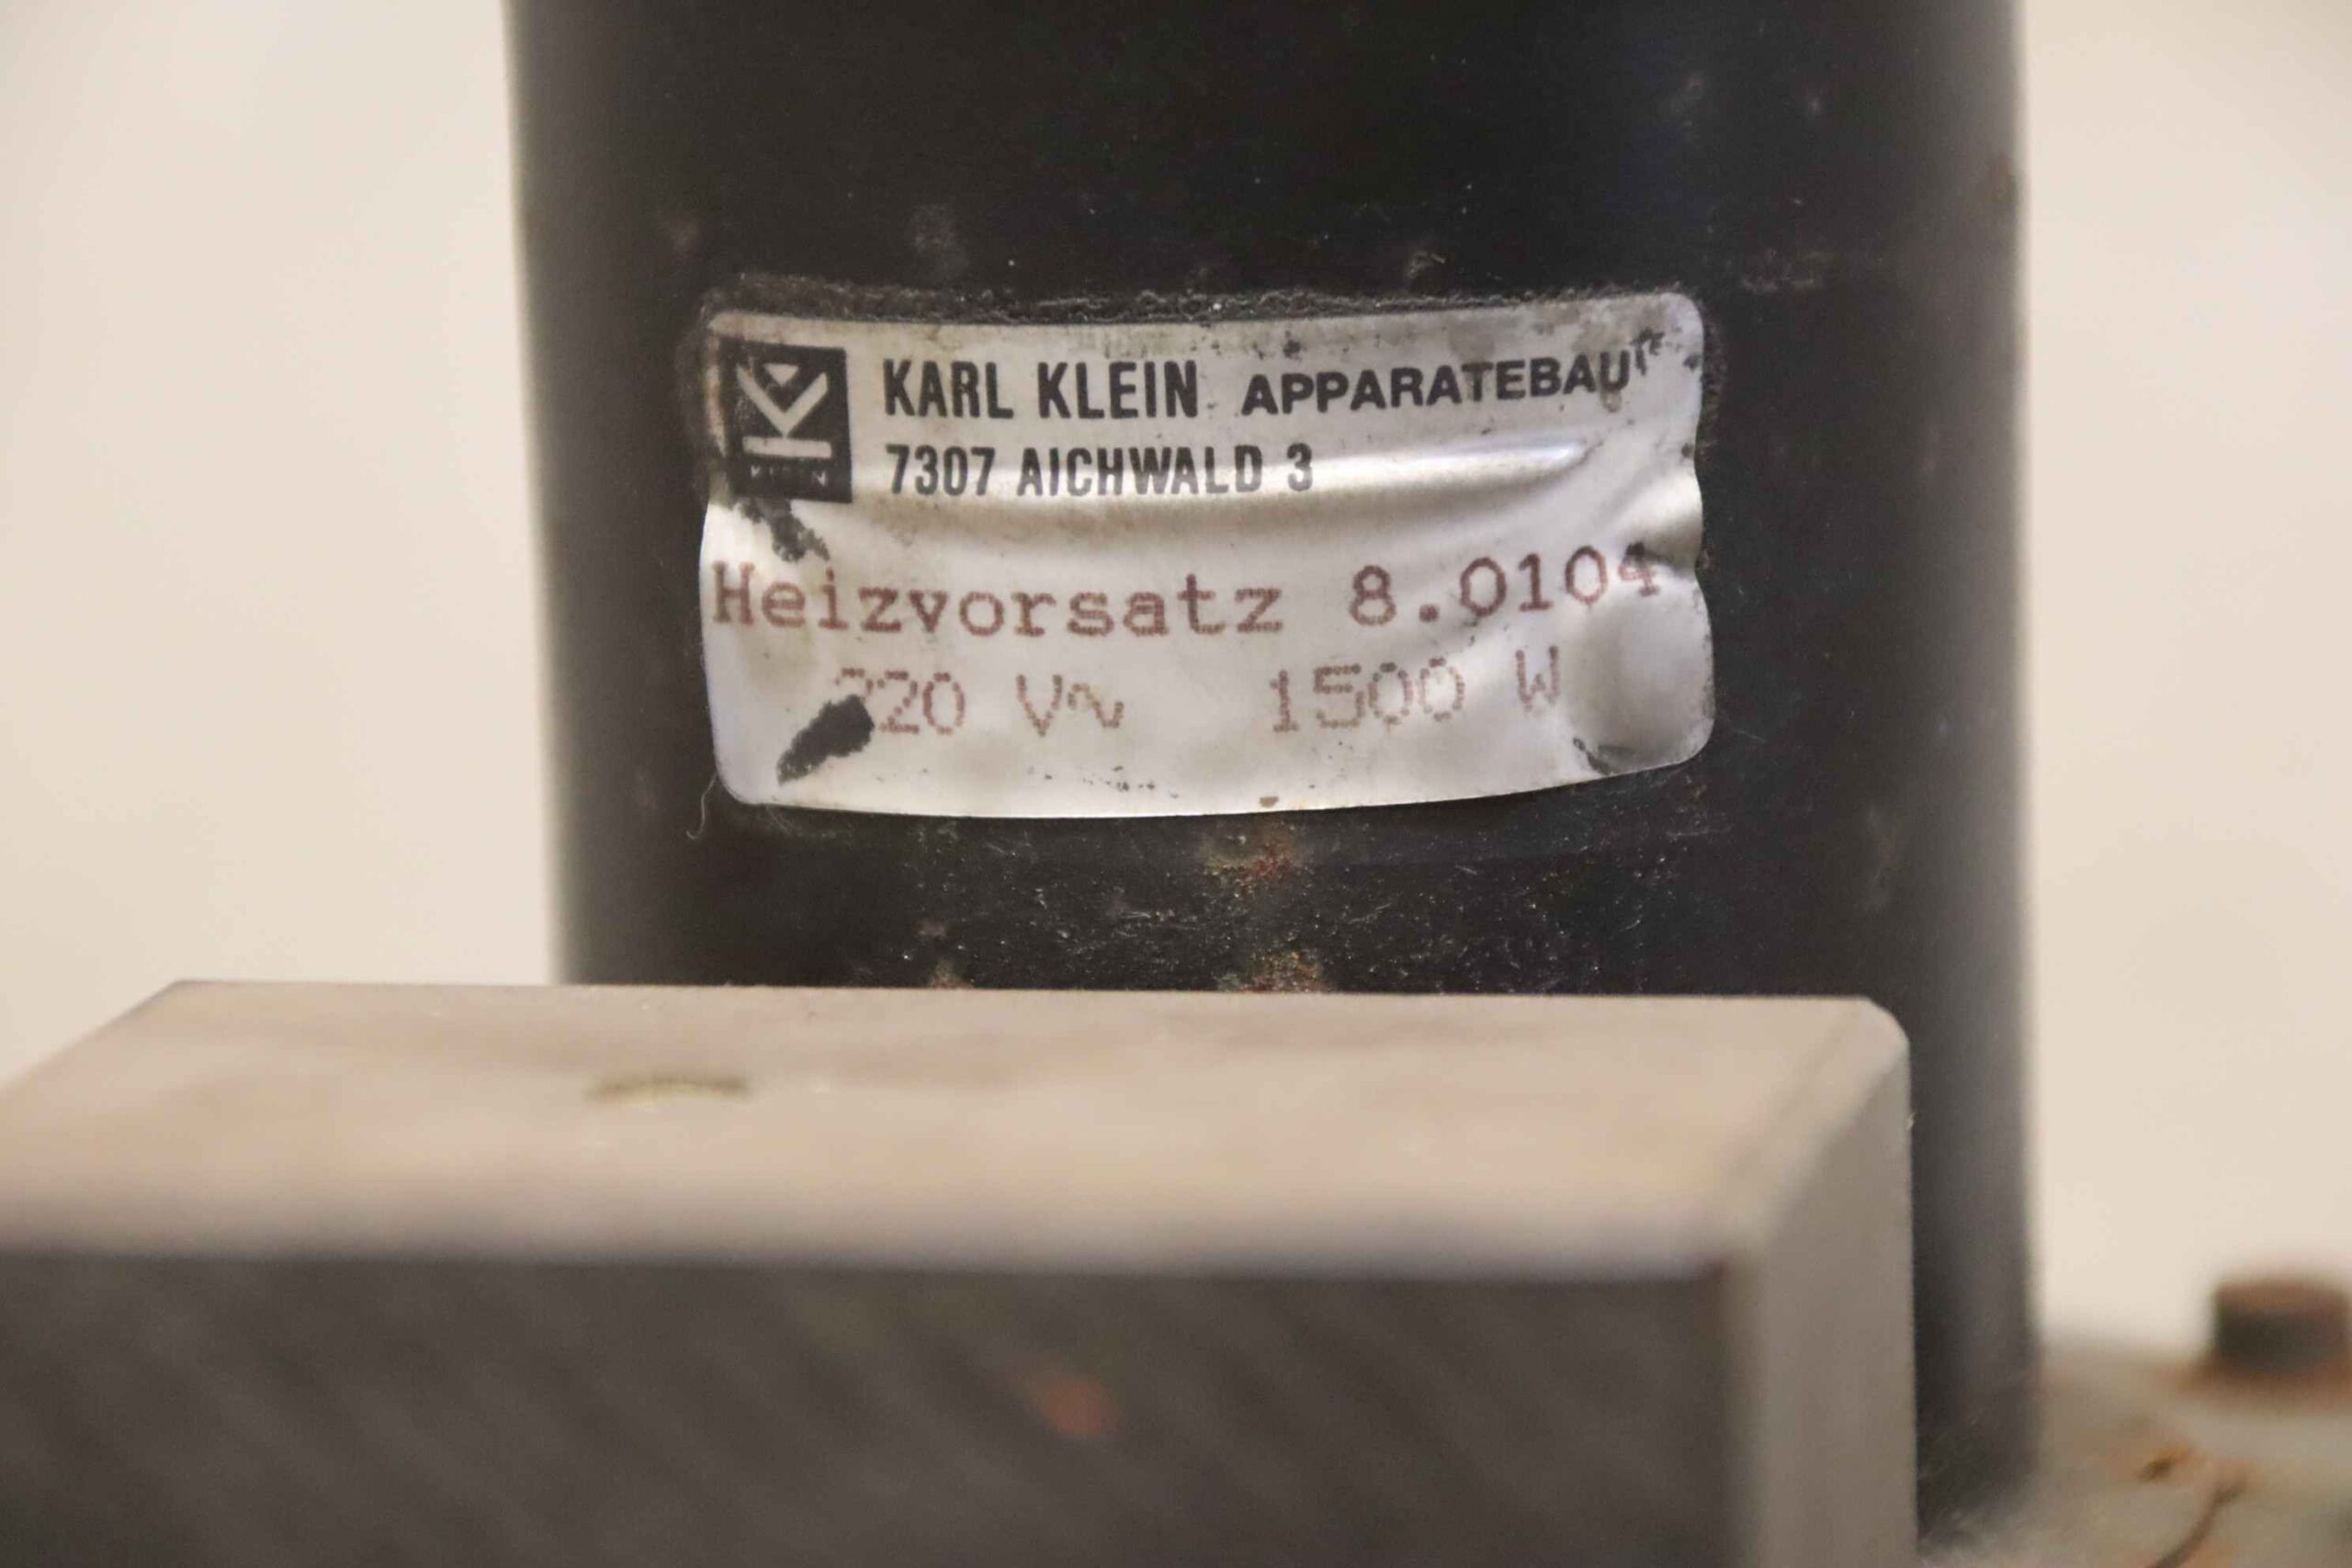 KARL KLEIN APPARATEBAU
7307 AICHWALD 3
Heizvorsatz 8.0104
220 V~ 1500 W